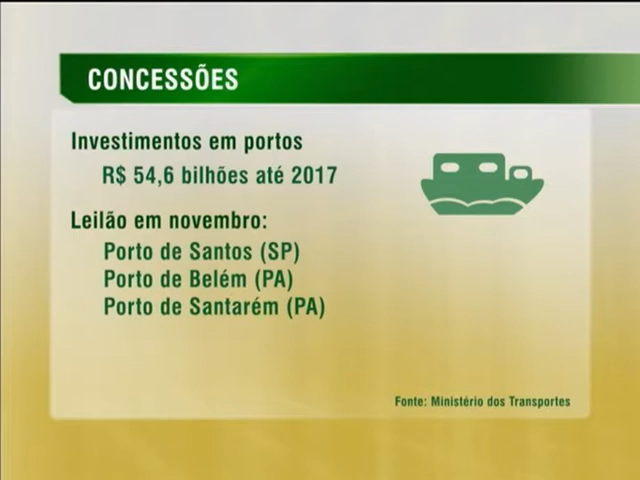 CONCESSÕES
Investimentos em portos
R$ 54,6 bilhões até 2017
Leilão em novembro:
Porto de Santos (SP)
Porto de Belém (PA)
Porto de Santarém (PA)
Fonte: Ministério dos Transportes